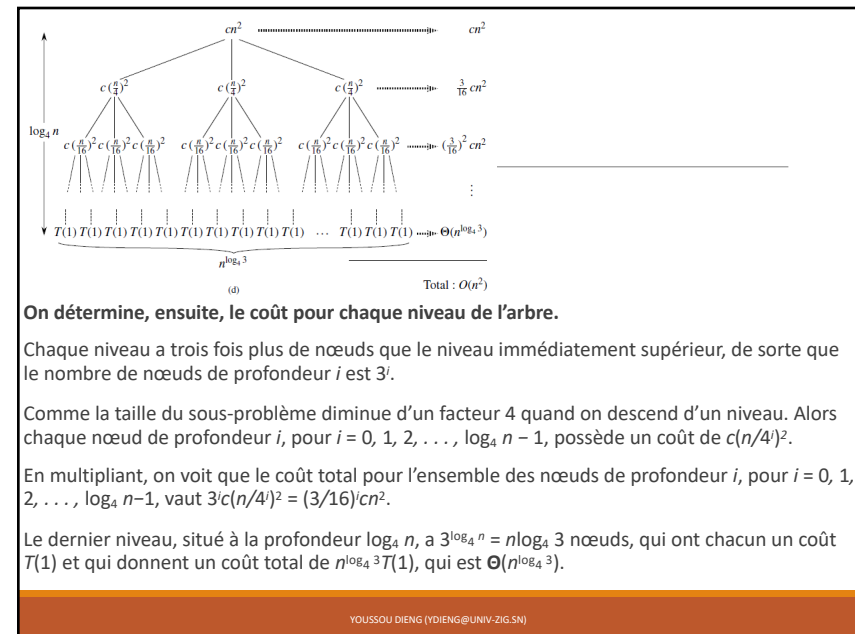 cn² cn²
c(n/4)² c(n/4)² c(n/4)² 3/16 cn²
log₄ n
c(n/16)² c(n/16)² c(n/16)² c(n/16)² c(n/16)² c(n/16)² c(n/16)² c(n/16)² c(n/16)² (3/16)² cn²
⋮
T(1) T(1) T(1) T(1) T(1) T(1) T(1) T(1) T(1) T(1) … T(1) T(1) T(1) Θ(n^log₄ 3)
n^log₄ 3
(d) Total : O(n²)
On détermine, ensuite, le coût pour chaque niveau de l’arbre.
Chaque niveau a trois fois plus de nœuds que le niveau immédiatement supérieur, de sorte que
le nombre de nœuds de profondeur i est 3ⁱ.
Comme la taille du sous-problème diminue d’un facteur 4 quand on descend d’un niveau. Alors
chaque nœud de profondeur i, pour i = 0, 1, 2, . . . , log₄ n − 1, possède un coût de c(n/4ⁱ)².
En multipliant, on voit que le coût total pour l’ensemble des nœuds de profondeur i, pour i = 0, 1,
2, . . . , log₄ n−1, vaut 3ⁱc(n/4ⁱ)² = (3/16)ⁱcn².
Le dernier niveau, situé à la profondeur log₄ n, a 3^log₄ n = nlog₄ 3 nœuds, qui ont chacun un coût
T(1) et qui donnent un coût total de n^log₄ 3T(1), qui est Θ(n^log₄ 3).
YOUSSOU DIENG (YDIENG@UNIV-ZIG.SN)